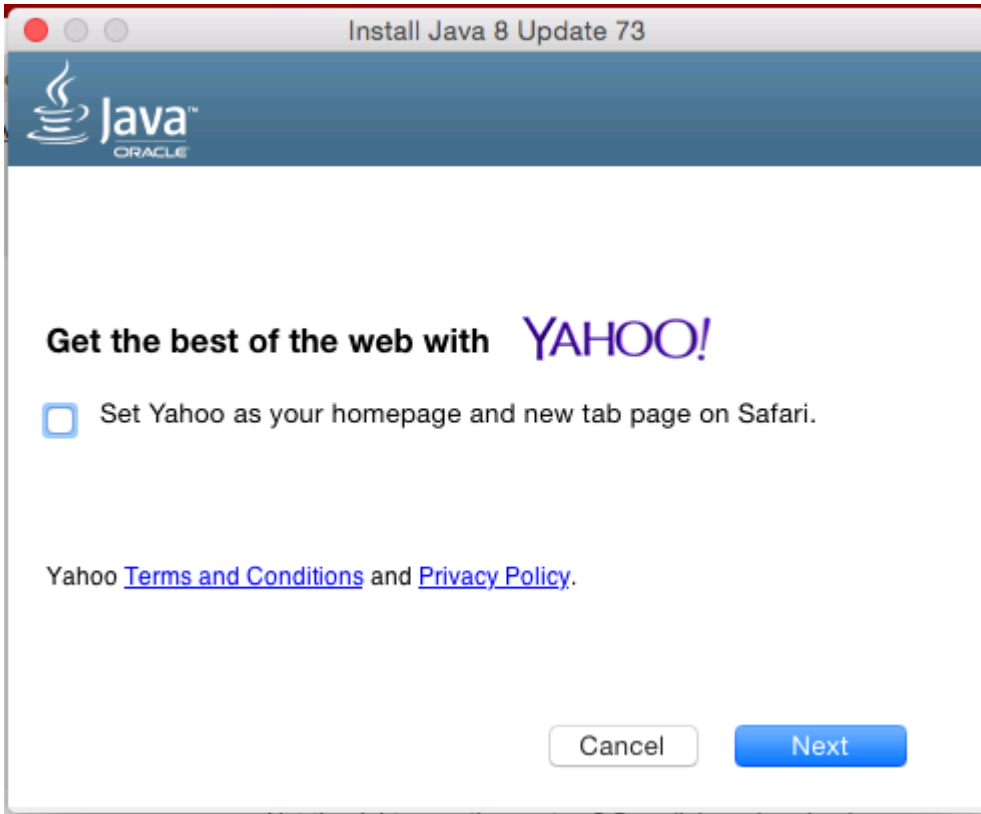 Install Java 8 Update 73
Java™
ORACLE
Get the best of the web with YAHOO!
Set Yahoo as your homepage and new tab page on Safari.
Yahoo Terms and Conditions and Privacy Policy.
Cancel Next